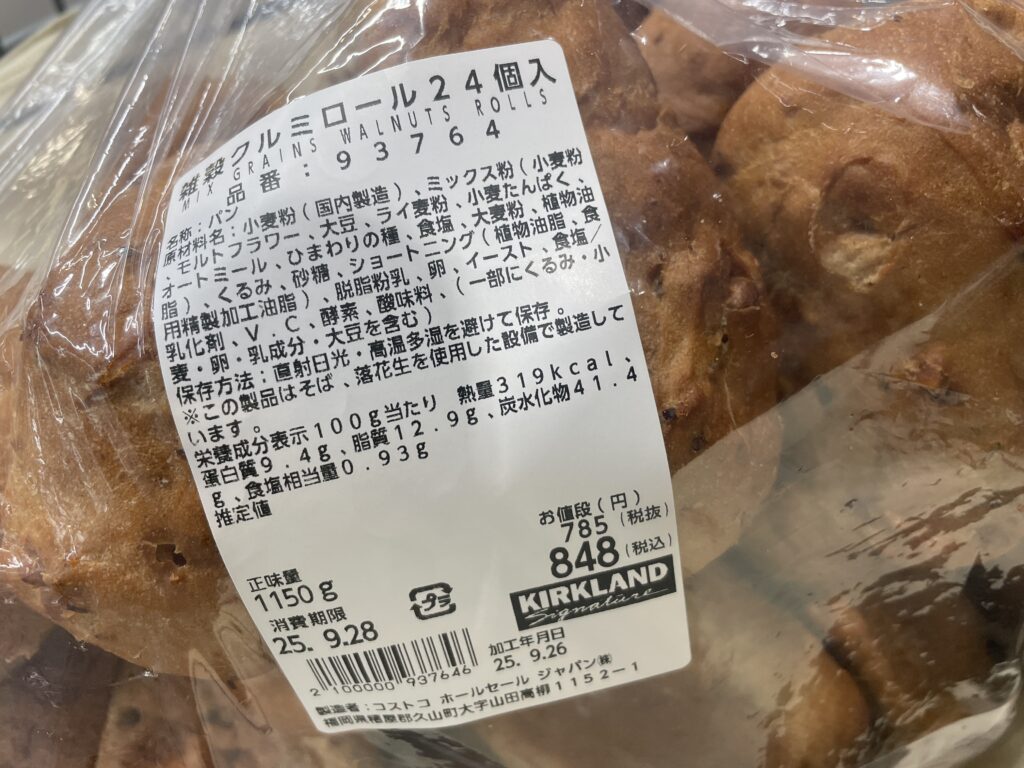 雑穀クルミロール24個入
MIX GRAINS WALNUTS ROLLS
品番：93764
名称：パン
原材料名：小麦粉（国内製造）、ミックス粉（小麦粉
、モルトフラワー、大豆、ライ麦粉、小麦たんぱく、
オートミール、ひまわりの種、食塩、大麦粉、植物油
脂）、くるみ、砂糖、ショートニング（植物油脂、食
用精製加工油脂）、脱脂粉乳、卵、イースト、食塩／
乳化剤、V．C、酵素、酸味料、（一部にくるみ・小
麦・卵・乳成分・大豆を含む）
保存方法：直射日光・高温多湿を避けて保存。
※この製品はそば、落花生を使用した設備で製造して
います。
栄養成分表示100g当たり 熱量319kcal、
蛋白質9.4g、脂質12.9g、炭水化物41.4
g、食塩相当量0.93g
推定値
お値段（円）
785（税抜）
848（税込）
KIRKLAND
Signature
正味量
1150g
プラ
消費期限
25. 9.28
加工年月日
25. 9.26
2 100000 937646
製造者：コストコ ホールセール ジャパン㈱
福岡県糟屋郡久山町大字山田高柳1152-1